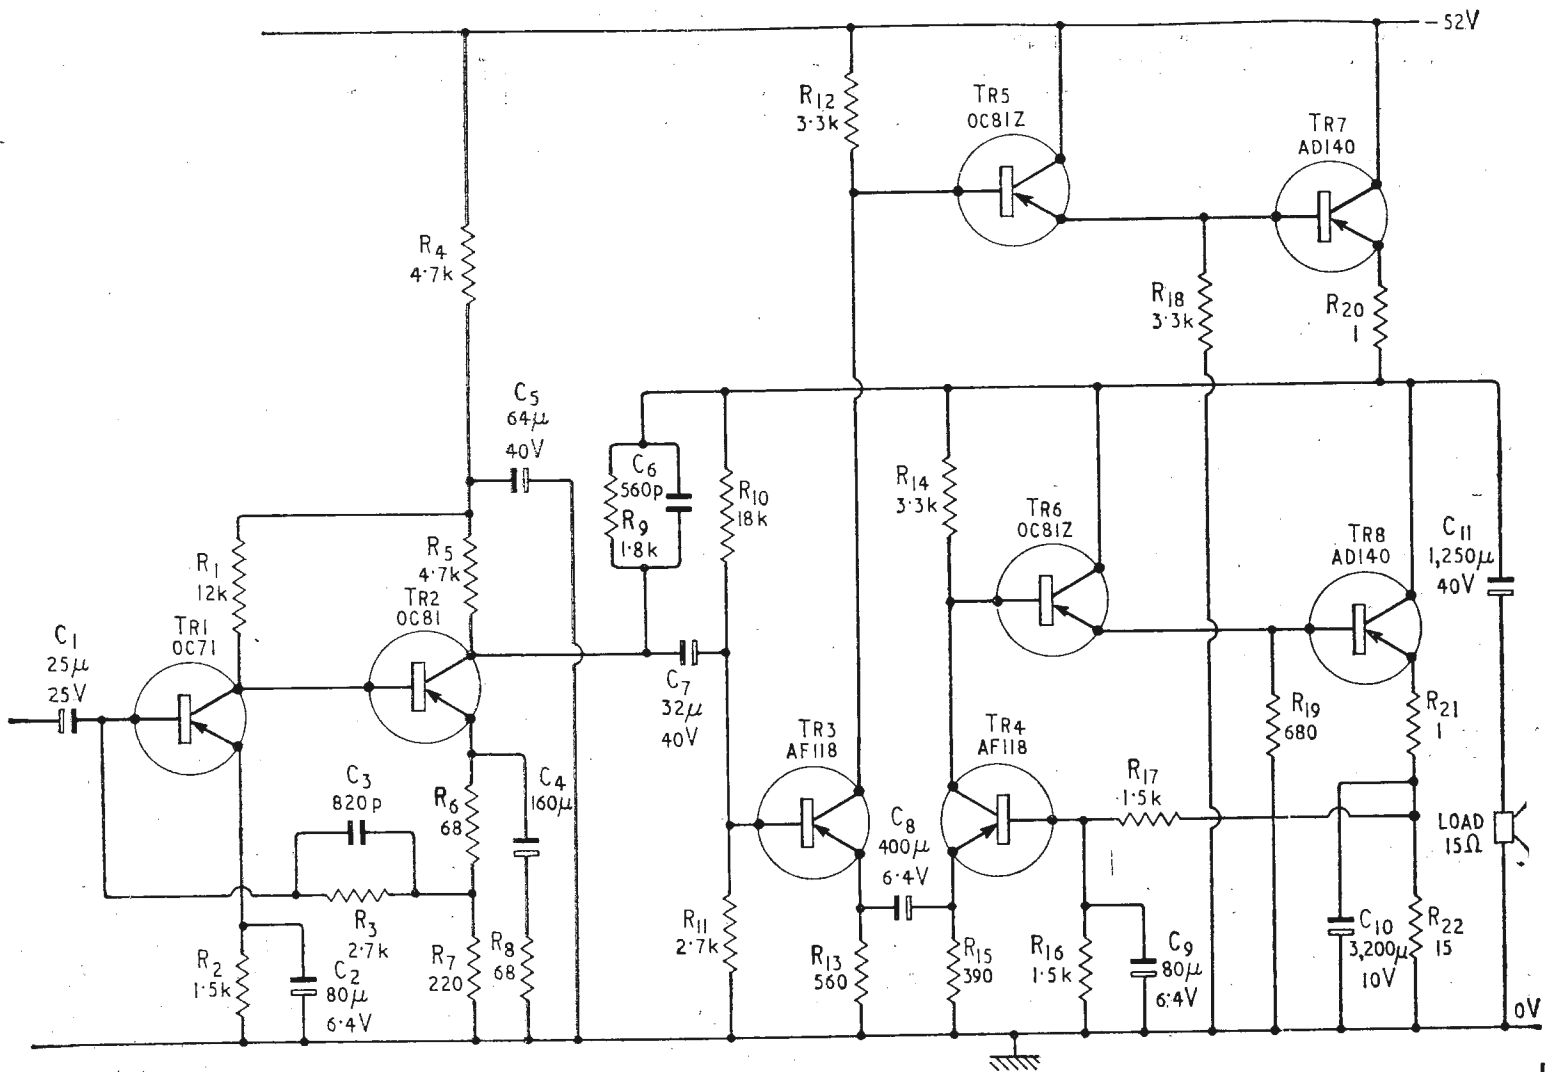 −52V
R12
3·3k
TR5
OC81Z
TR7
AD140
R4
4·7k
R18
3·3k
R20
1
C5
64μ
40V
C6
560p
R9
1·8k
R10
18k
R14
3·3k
TR6
OC81Z
TR8
AD140
C11
1,250μ
40V
R1
12k
R5
4·7k
TR2
OC81
TR1
OC71
C1
25μ
25V
C7
32μ
40V
R19
680
R21
1
TR3
AF118
TR4
AF118
R17
1·5k
C3
820p
R6
68
C4
160μ
C8
400μ
6·4V
LOAD
15Ω
R3
2·7k
R11
2·7k
R2
1·5k
C2
80μ
6·4V
R7
220
R8
68
R13
560
R15
390
R16
1·5k
C9
80μ
6·4V
C10
3,200μ
10V
R22
15
0V